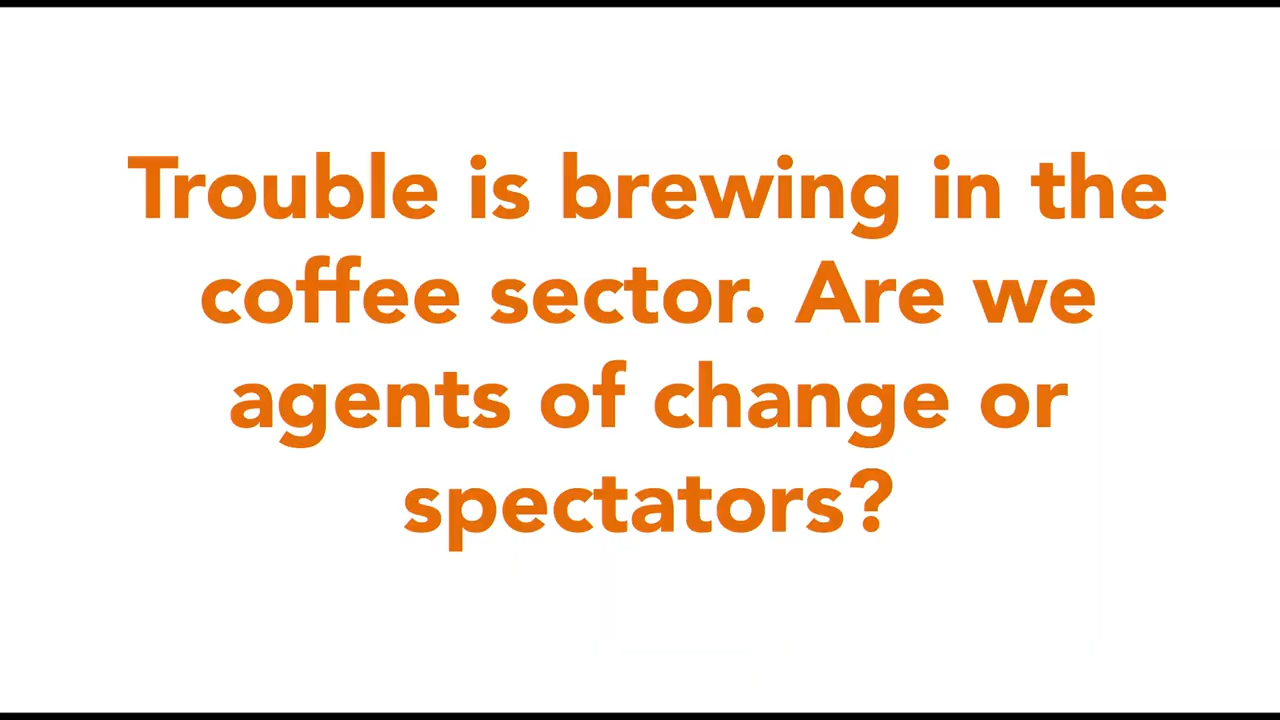 Trouble is brewing in the
coffee sector. Are we
agents of change or
spectators?